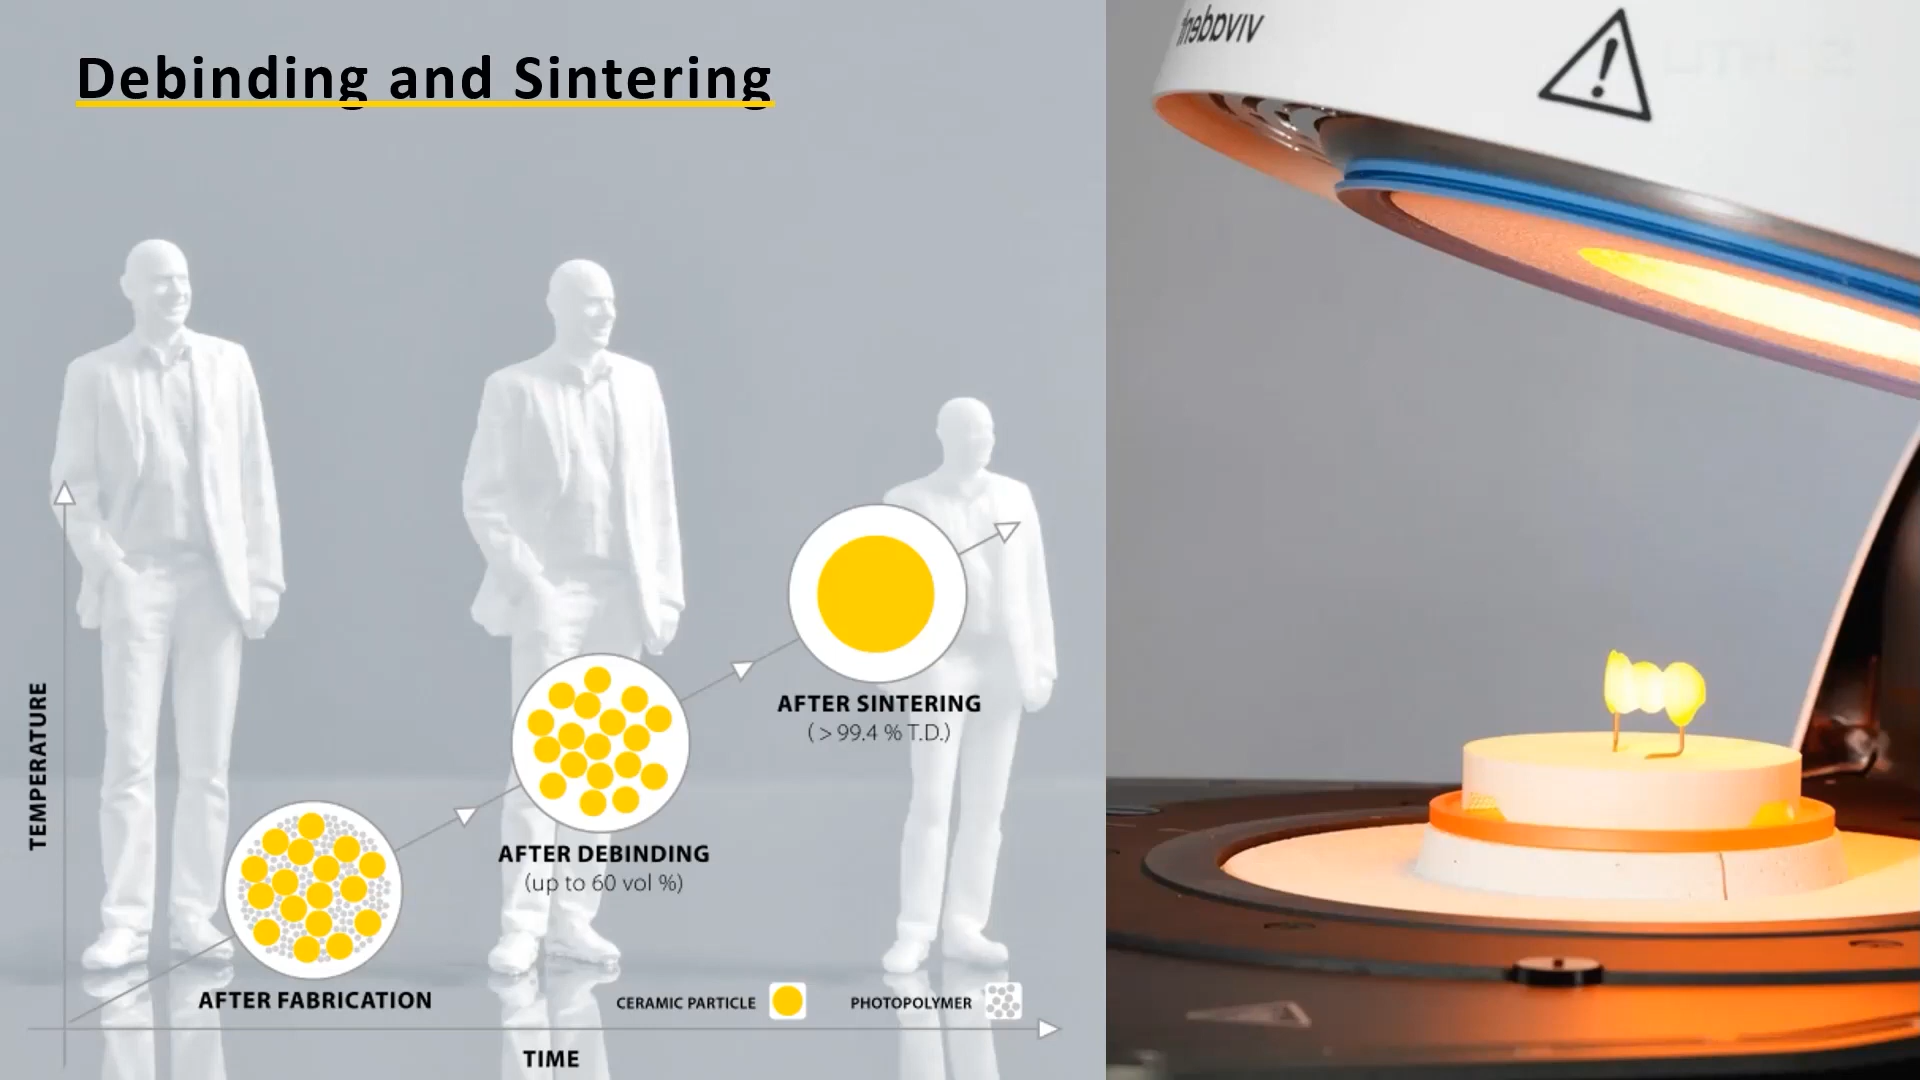 Debinding and Sintering
vivadent
TEMPERATURE
AFTER SINTERING
(> 99.4 % T.D.)
AFTER DEBINDING
(up to 60 vol %)
AFTER FABRICATION
CERAMIC PARTICLE
PHOTOPOLYMER
TIME